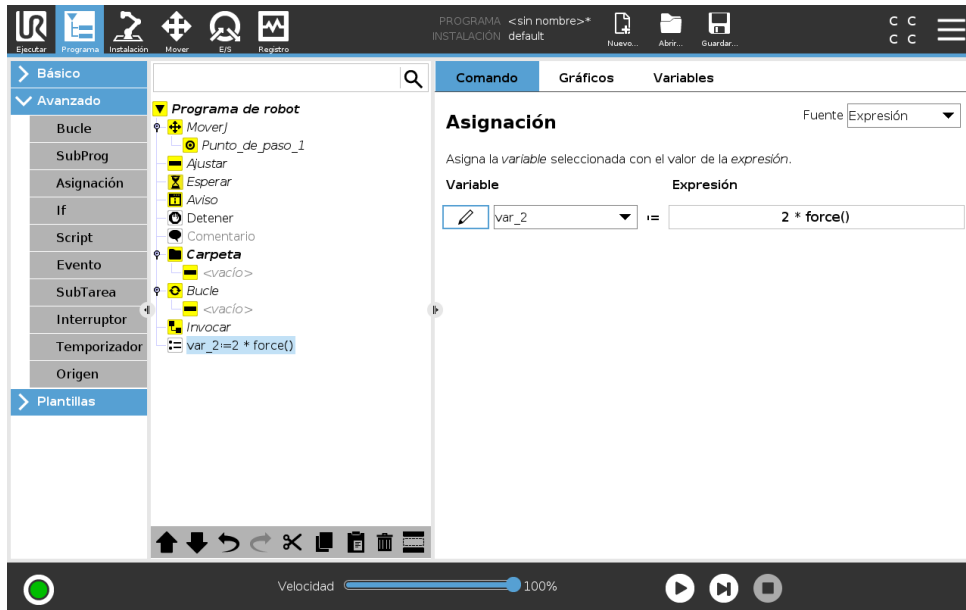 UR
Ejecutar
Programa
Instalación
Mover
E/S
Registro
PROGRAMA <sin nombre>*
INSTALACIÓN default
Nuevo...
Abrir...
Guardar...
C C
C C
Básico
Avanzado
Bucle
SubProg
Asignación
If
Script
Evento
SubTarea
Interruptor
Temporizador
Origen
Plantillas
Programa de robot
MoverJ
Punto_de_paso_1
Ajustar
Esperar
Aviso
Detener
Comentario
Carpeta
<vacío>
Bucle
<vacío>
Invocar
var_2:=2 * force()
Comando Gráficos Variables
Asignación
Fuente Expresión
Asigna la variable seleccionada con el valor de la expresión.
Variable Expresión
var_2 := 2 * force()
Velocidad 100%